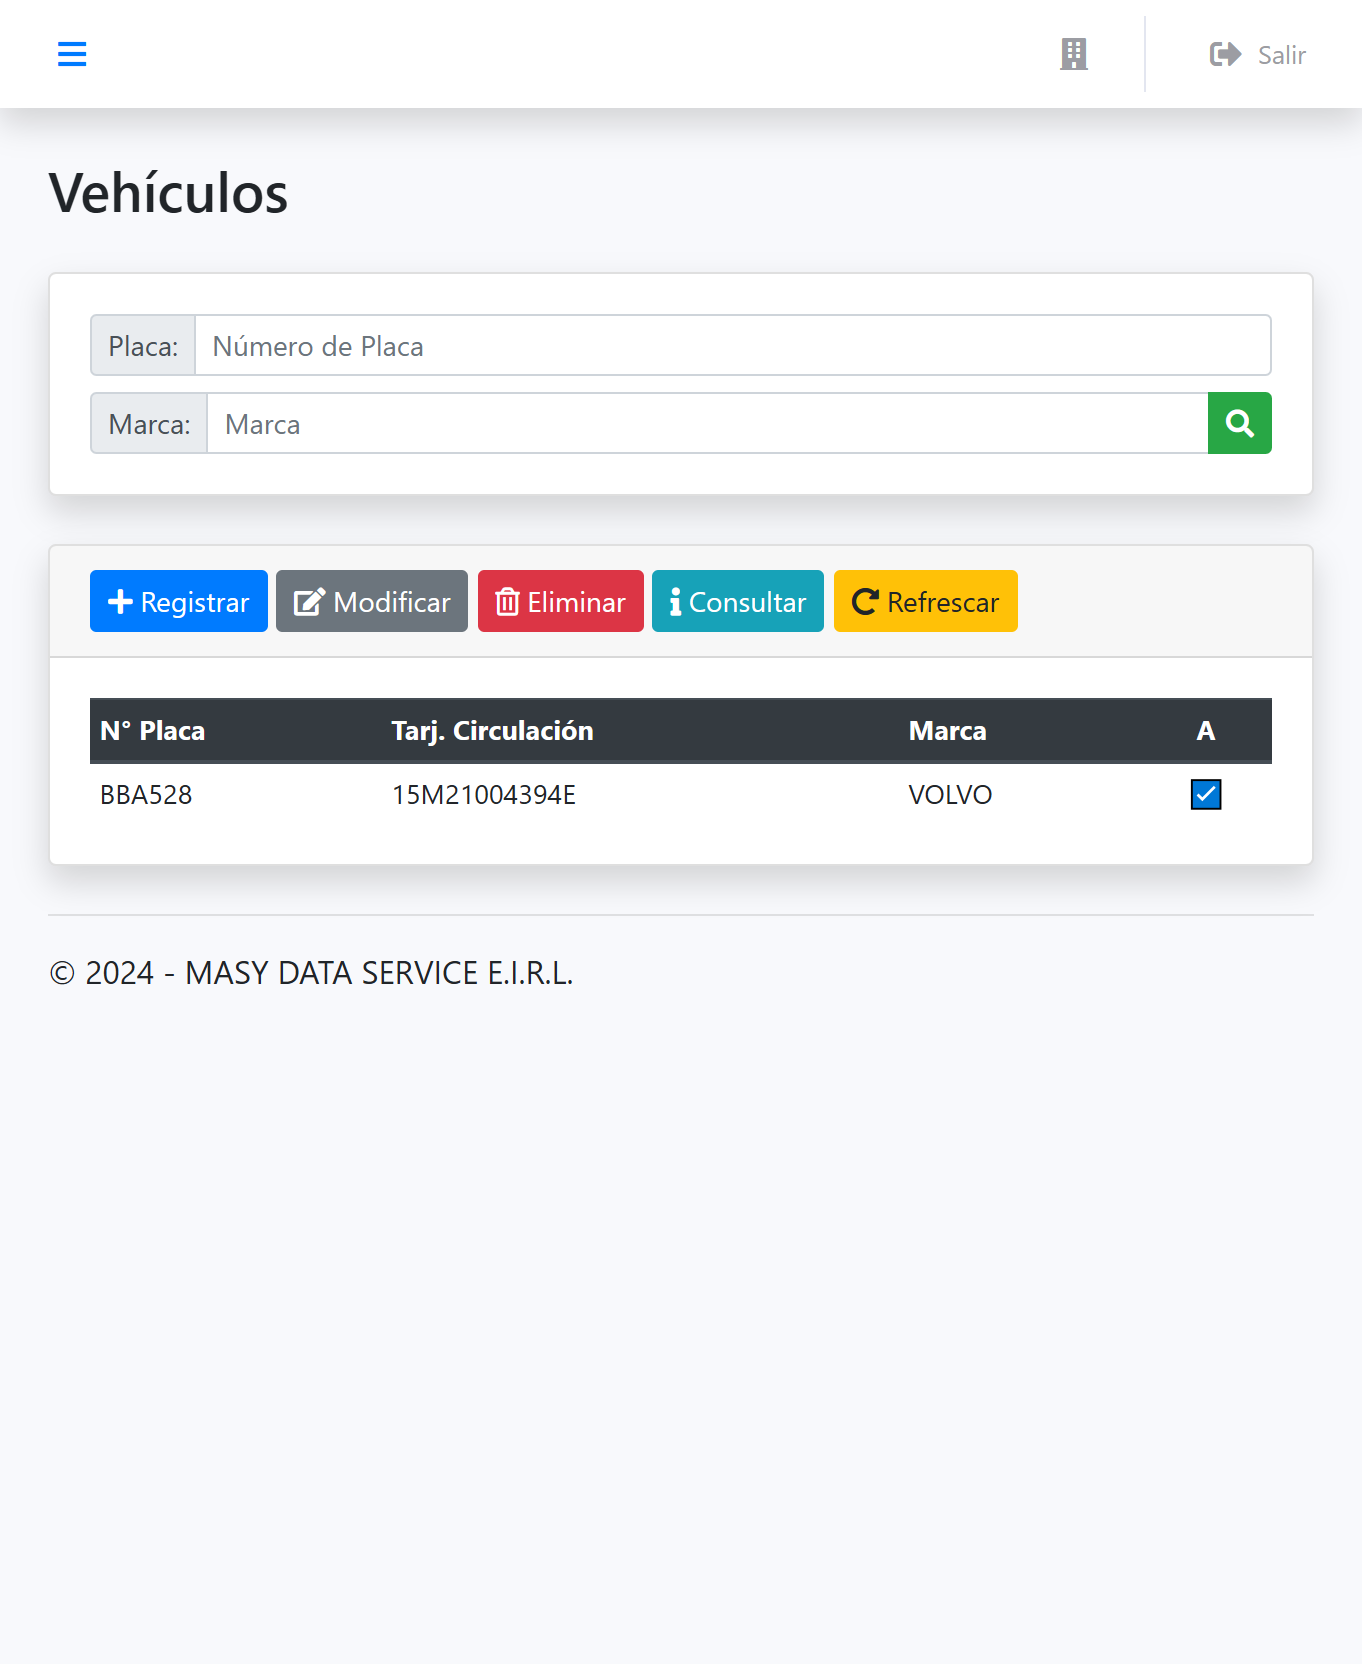 Salir
Vehículos
Placa: Número de Placa
Marca: Marca
Registrar Modificar Eliminar Consultar Refrescar
N° Placa Tarj. Circulación Marca A
BBA528 15M21004394E VOLVO
© 2024 - MASY DATA SERVICE E.I.R.L.